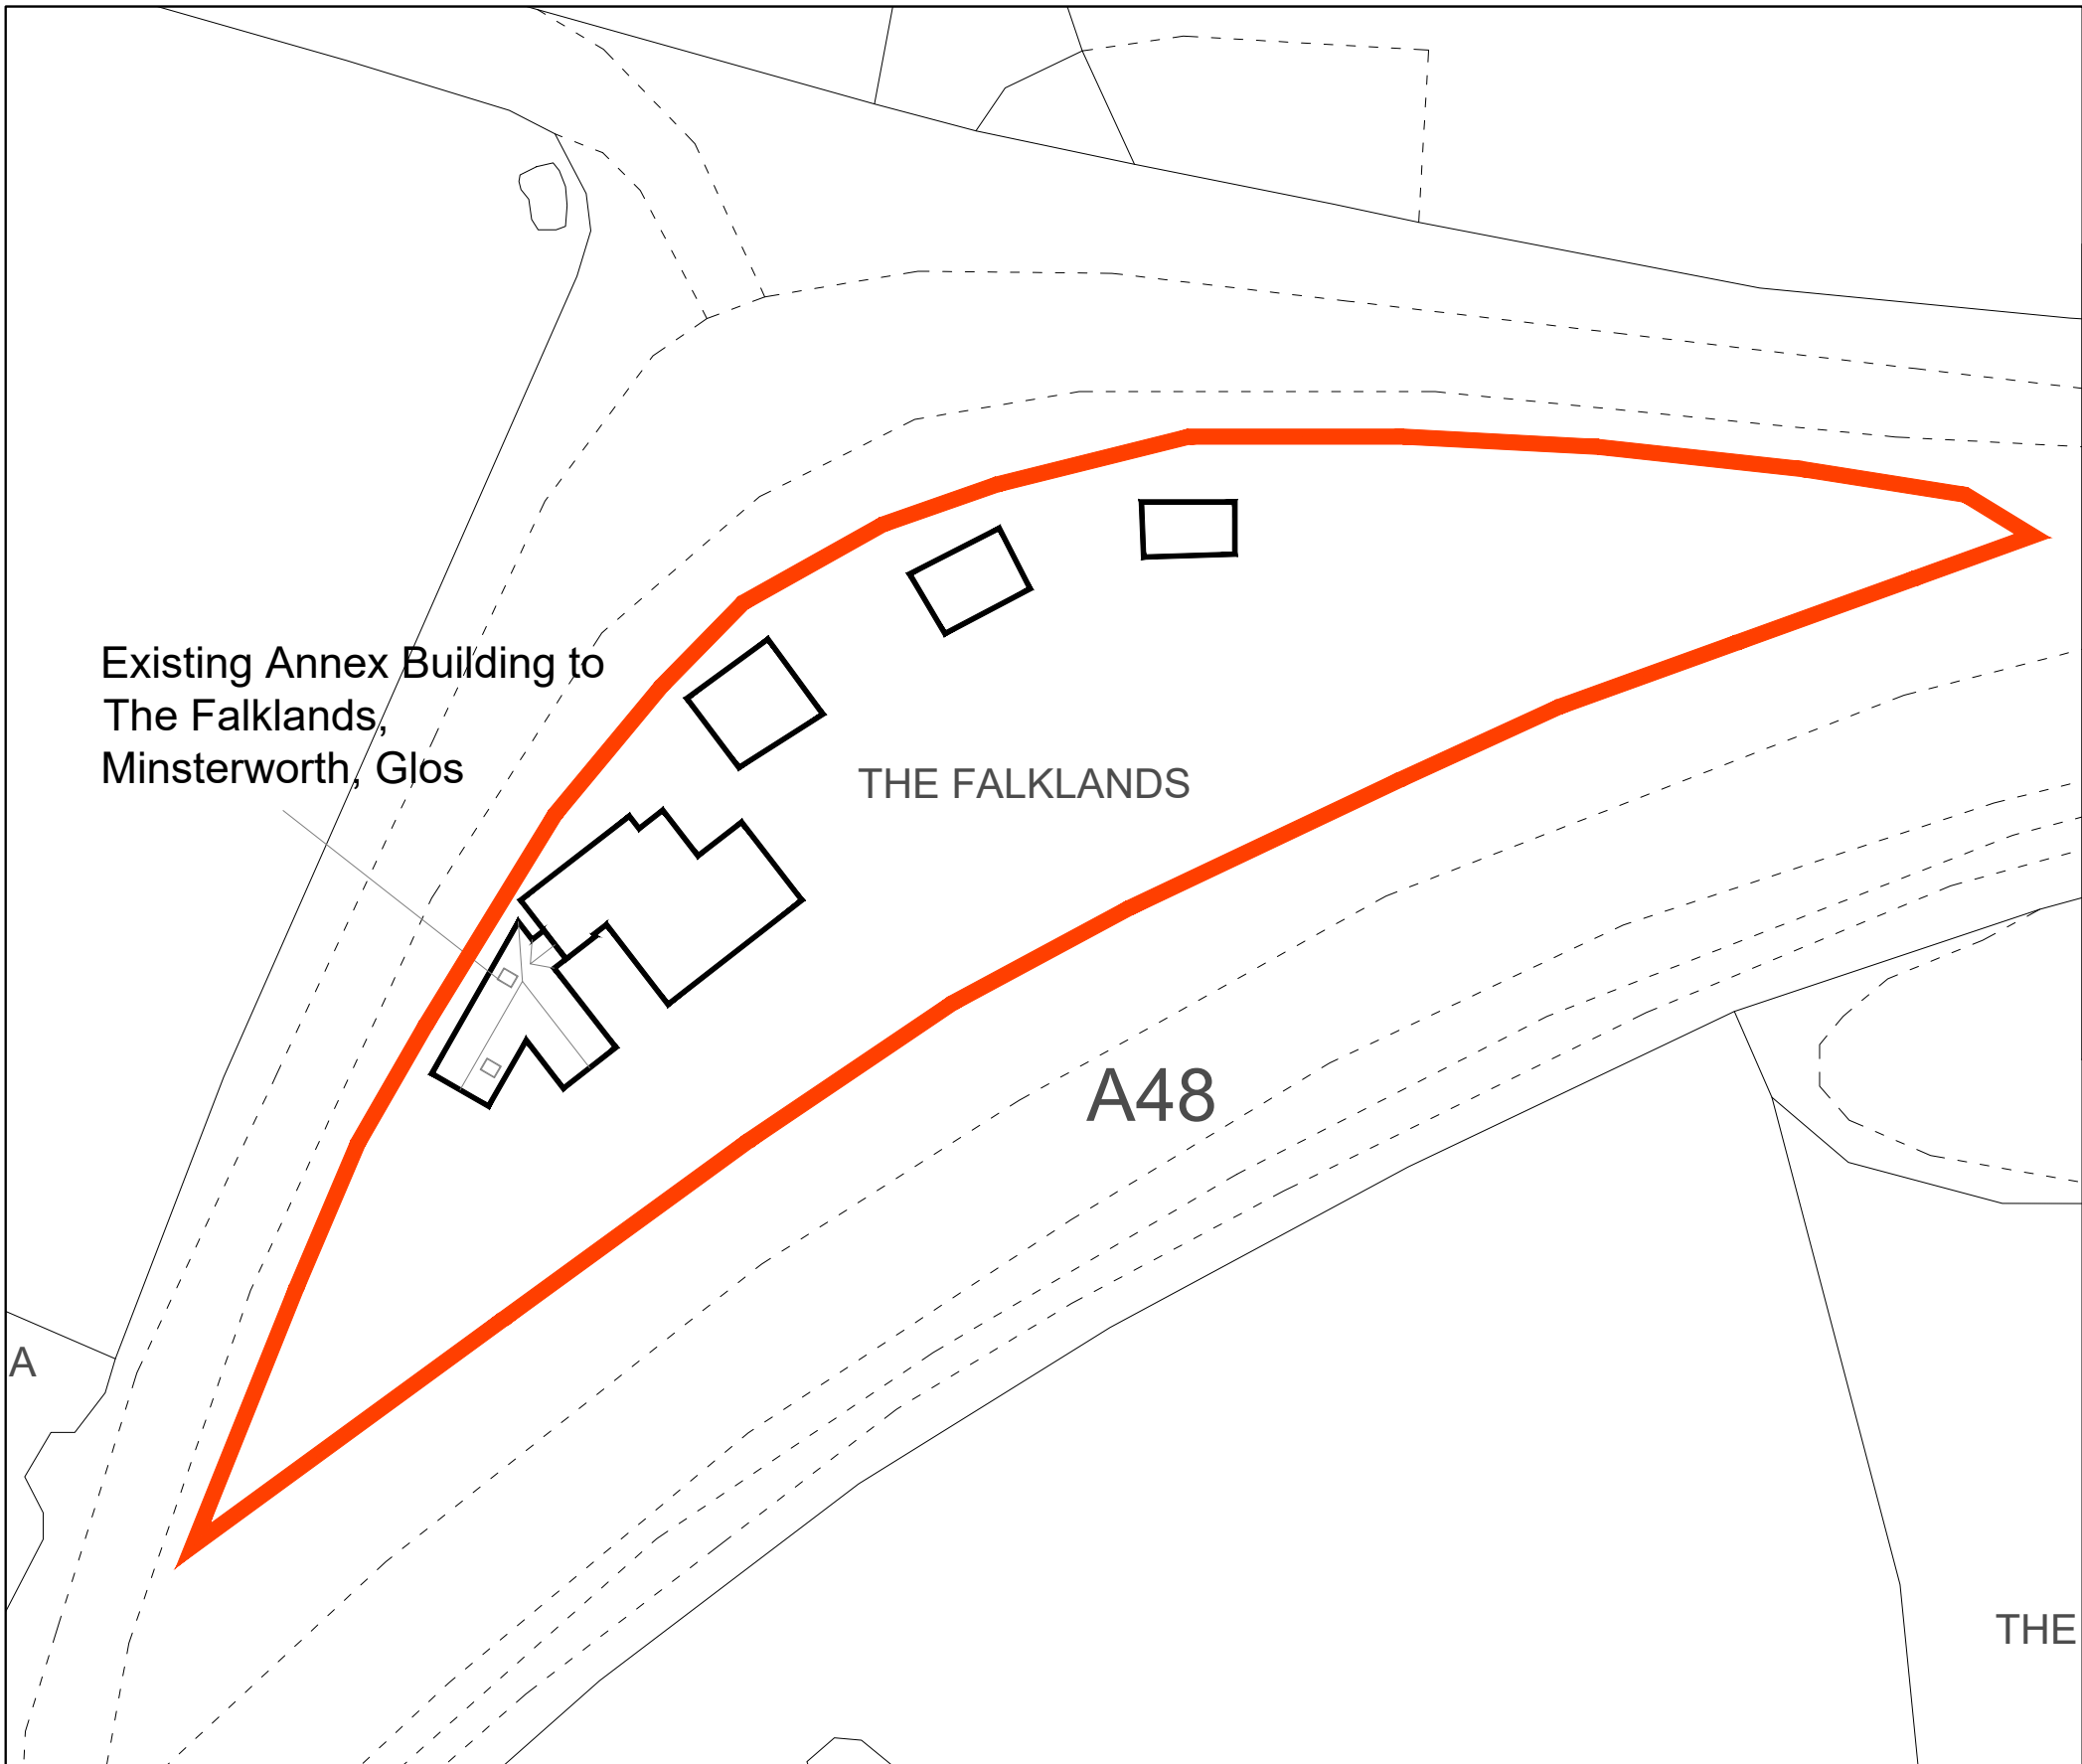 Existing Annex Building to
The Falklands,
Minsterworth, Glos
THE FALKLANDS
A48
A
THE